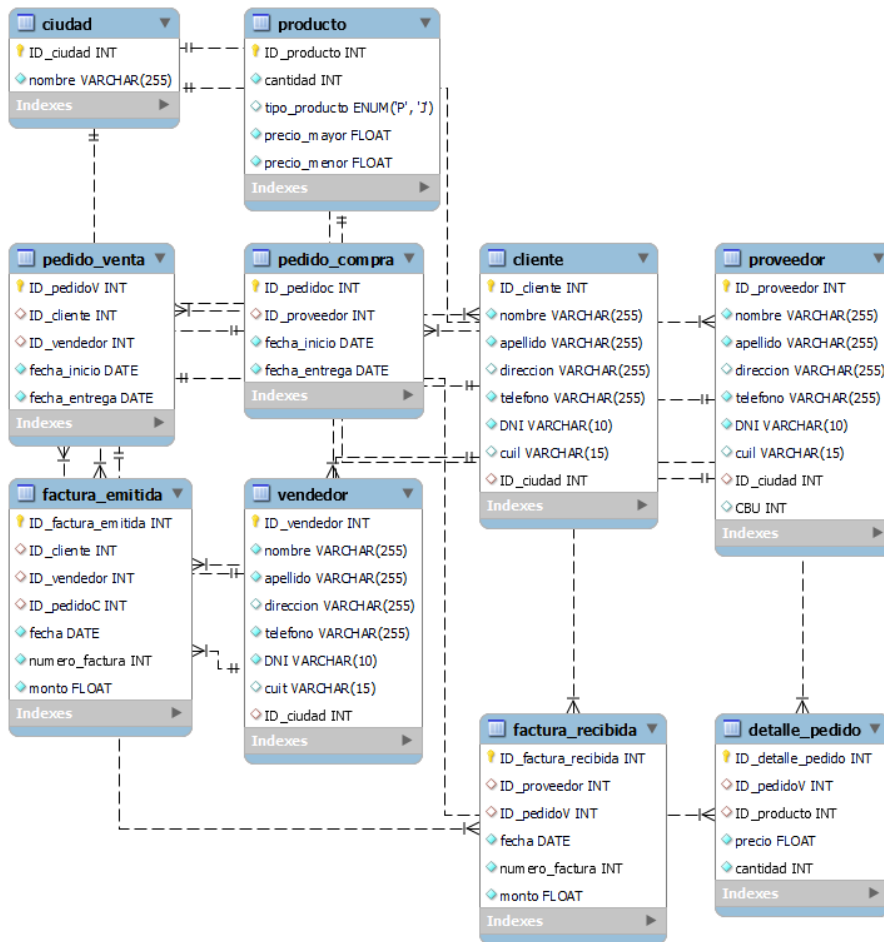 ciudad
ID_ciudad INT
nombre VARCHAR(255)
Indexes
producto
ID_producto INT
cantidad INT
tipo_producto ENUM('P', 'J')
precio_mayor FLOAT
precio_menor FLOAT
Indexes
pedido_venta
ID_pedidoV INT
ID_cliente INT
ID_vendedor INT
fecha_inicio DATE
fecha_entrega DATE
Indexes
pedido_compra
ID_pedidoc INT
ID_proveedor INT
fecha_inicio DATE
fecha_entrega DATE
Indexes
cliente
ID_cliente INT
nombre VARCHAR(255)
apellido VARCHAR(255)
direccion VARCHAR(255)
telefono VARCHAR(255)
DNI VARCHAR(10)
cuil VARCHAR(15)
ID_ciudad INT
Indexes
proveedor
ID_proveedor INT
nombre VARCHAR(255)
apellido VARCHAR(255)
direccion VARCHAR(255)
telefono VARCHAR(255)
DNI VARCHAR(10)
cuil VARCHAR(15)
ID_ciudad INT
CBU INT
Indexes
factura_emitida
ID_factura_emitida INT
ID_cliente INT
ID_vendedor INT
ID_pedidoC INT
fecha DATE
numero_factura INT
monto FLOAT
Indexes
vendedor
ID_vendedor INT
nombre VARCHAR(255)
apellido VARCHAR(255)
direccion VARCHAR(255)
telefono VARCHAR(255)
DNI VARCHAR(10)
cuit VARCHAR(15)
ID_ciudad INT
Indexes
factura_recibida
ID_factura_recibida INT
ID_proveedor INT
ID_pedidoV INT
fecha DATE
numero_factura INT
monto FLOAT
Indexes
detalle_pedido
ID_detalle_pedido INT
ID_pedidoV INT
ID_producto INT
precio FLOAT
cantidad INT
Indexes